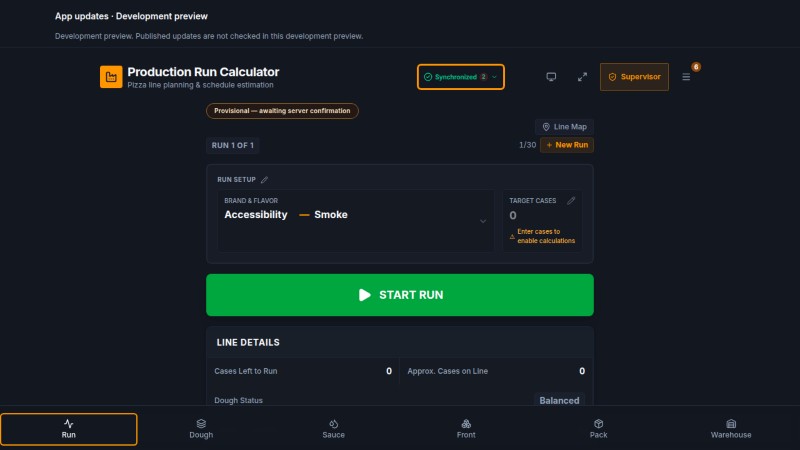 App updates · Development preview
Development preview. Published updates are not checked in this development preview.
Production Run Calculator
Pizza line planning & schedule estimation
Synchronized 2
Supervisor
6
Provisional — awaiting server confirmation
Line Map
RUN 1 OF 1
1/30
+ New Run
RUN SETUP
BRAND & FLAVOR
Accessibility — Smoke
TARGET CASES
0
Enter cases to
enable calculations
START RUN
LINE DETAILS
Cases Left to Run 0
Approx. Cases on Line 0
Dough Status Balanced
Run
Dough
Sauce
Front
Pack
Warehouse